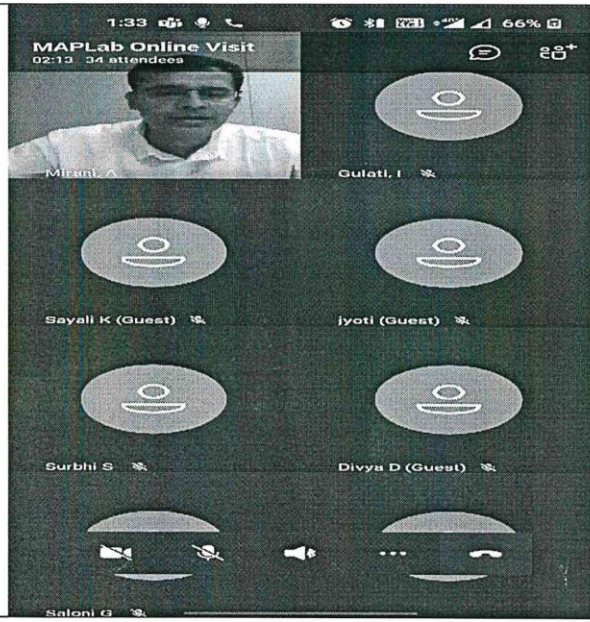 1:33 66%
MAPLab Online Visit
02:13 34 attendees
Mirani, A Gulati, I
Sayali K (Guest) jyoti (Guest)
Surbhi S Divya D (Guest)
Saloni G